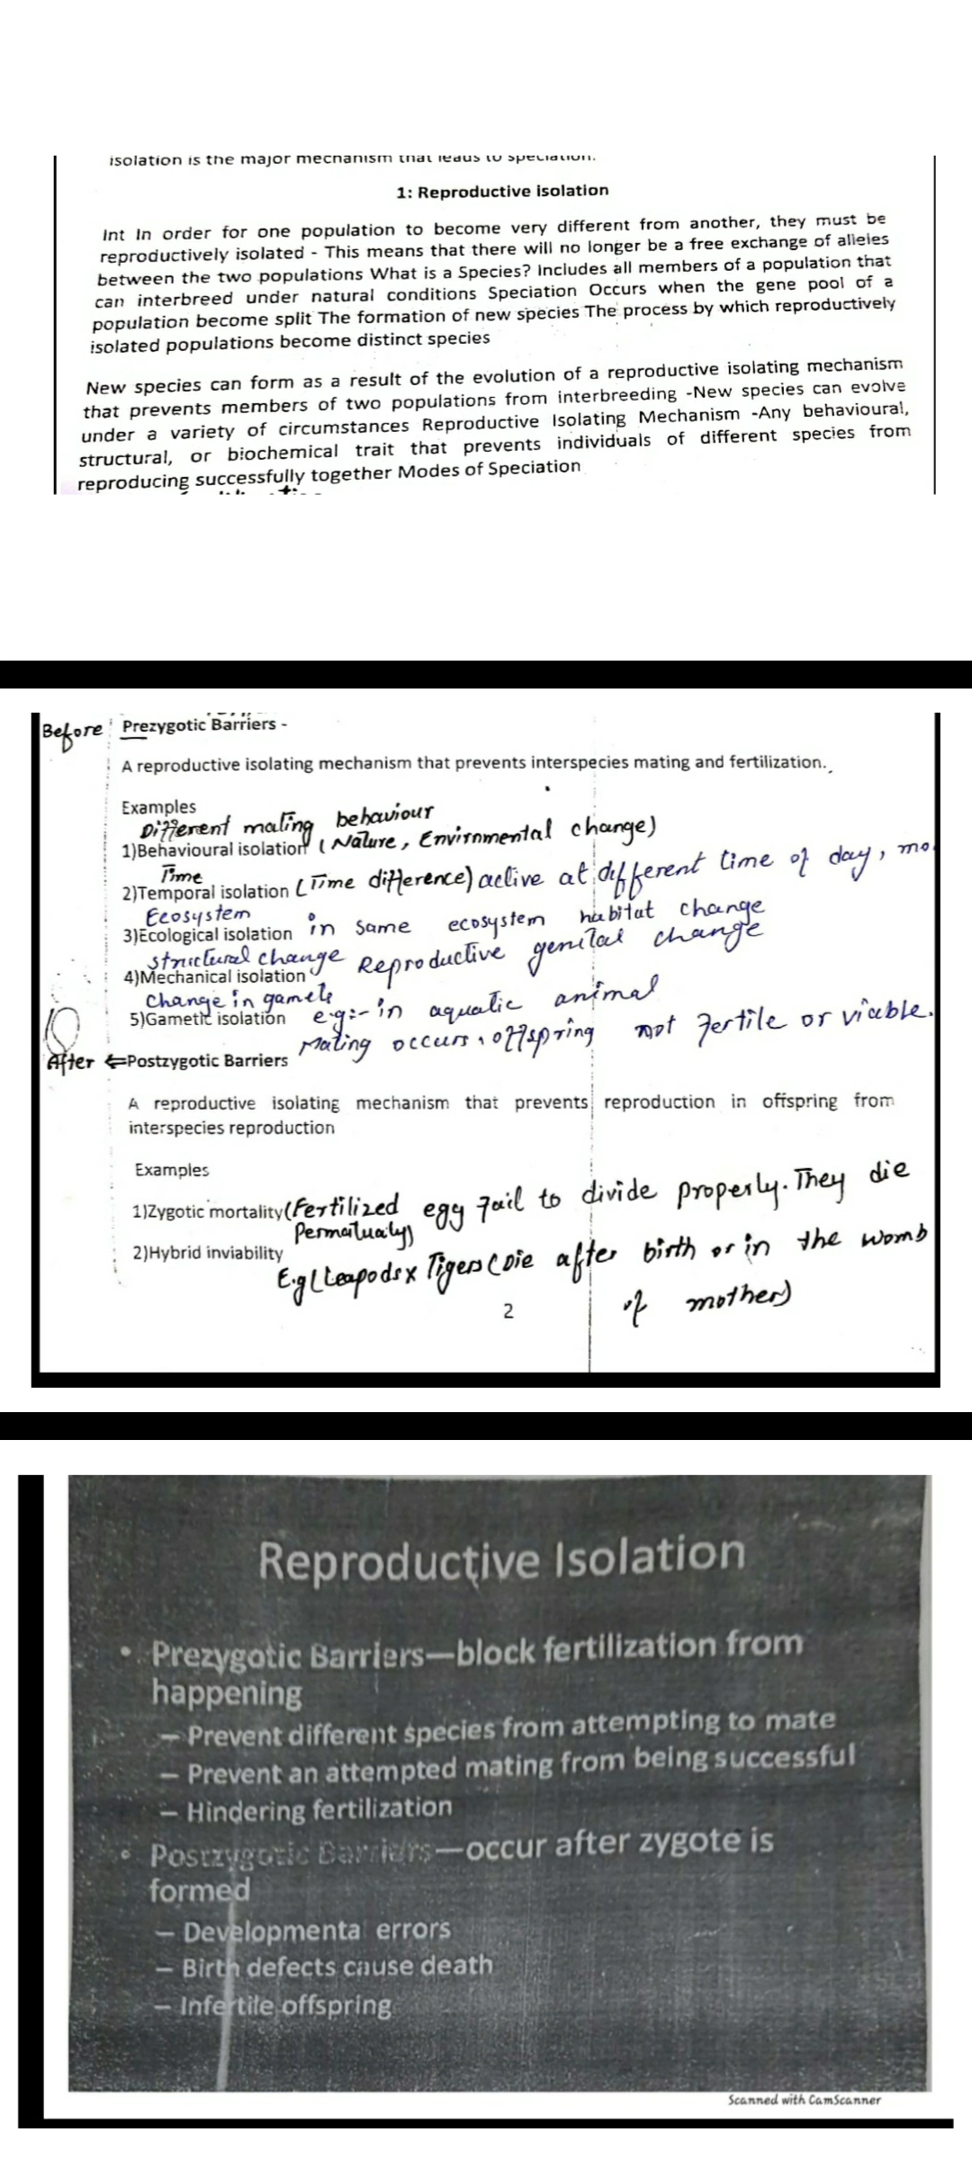 isolation is the major mechanism that leads to speciation.
1: Reproductive isolation
Int In order for one population to become very different from another, they must be
reproductively isolated - This means that there will no longer be a free exchange of alleles
between the two populations What is a Species? Includes all members of a population that
can interbreed under natural conditions Speciation Occurs when the gene pool of a
population become split The formation of new species The process by which reproductively
isolated populations become distinct species
New species can form as a result of the evolution of a reproductive isolating mechanism
that prevents members of two populations from interbreeding -New species can evolve
under a variety of circumstances Reproductive Isolating Mechanism -Any behavioural,
structural, or biochemical trait that prevents individuals of different species from
reproducing successfully together Modes of Speciation
Before Prezygotic Barriers -
A reproductive isolating mechanism that prevents interspecies mating and fertilization.
Examples
Different mating behaviour
1)Behavioural isolation (Nature, Envirnmental change)
Time
2)Temporal isolation (Time difference) active at different time of day, mo
Ecosystem
3)Ecological isolation in same ecosystem habitat change
structural change
4)Mechanical isolation Reproductive genital change
Change in gamete
5)Gametic isolation e.g:- in aquatic animal
Mating occurs, offspring not fertile or viable.
After ⇐Postzygotic Barriers
A reproductive isolating mechanism that prevents reproduction in offspring from
interspecies reproduction
Examples
1)Zygotic mortality(Fertilized egg fail to divide properly. They die
Permatualy)
2)Hybrid inviability
E.g(Leapods x Tigers (Die after birth or in the womb
of mother)
2
Reproductive Isolation
• Prezygotic Barriers—block fertilization from
happening
– Prevent different species from attempting to mate
– Prevent an attempted mating from being successful
– Hindering fertilization
• Postzygotic Barriers—occur after zygote is
formed
– Developmenta errors
– Birth defects cause death
– Infertile offspring
Scanned with CamScanner